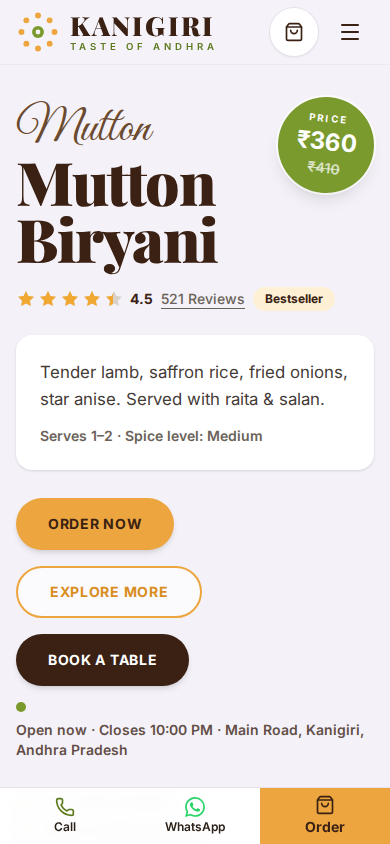 KANIGIRI
TASTE OF ANDHRA
Mutton
PRICE
₹360
₹410
Mutton
Biryani
4.5 521 Reviews Bestseller
Tender lamb, saffron rice, fried onions,
star anise. Served with raita & salan.
Serves 1–2 · Spice level: Medium
ORDER NOW
EXPLORE MORE
BOOK A TABLE
Open now · Closes 10:00 PM · Main Road, Kanigiri,
Andhra Pradesh
Call WhatsApp Order